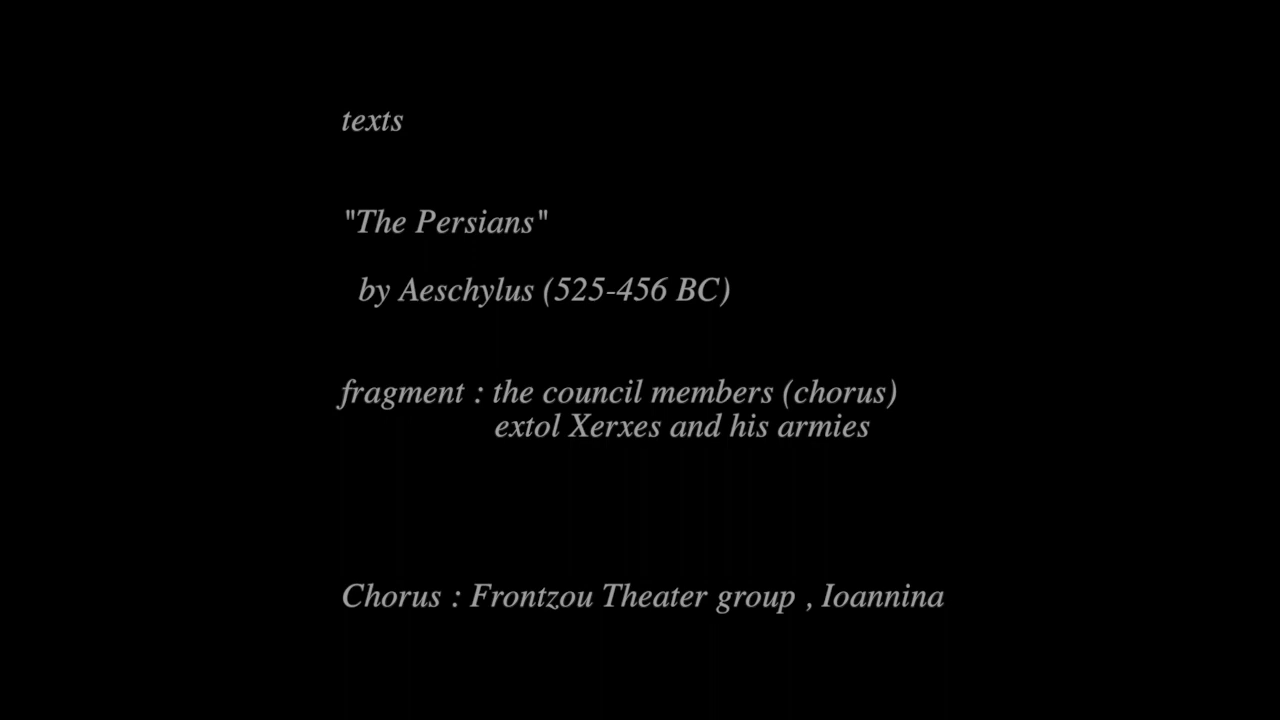 texts
"The Persians"
by Aeschylus (525-456 BC)
fragment : the council members (chorus)
extol Xerxes and his armies
Chorus : Frontzou Theater group , Ioannina